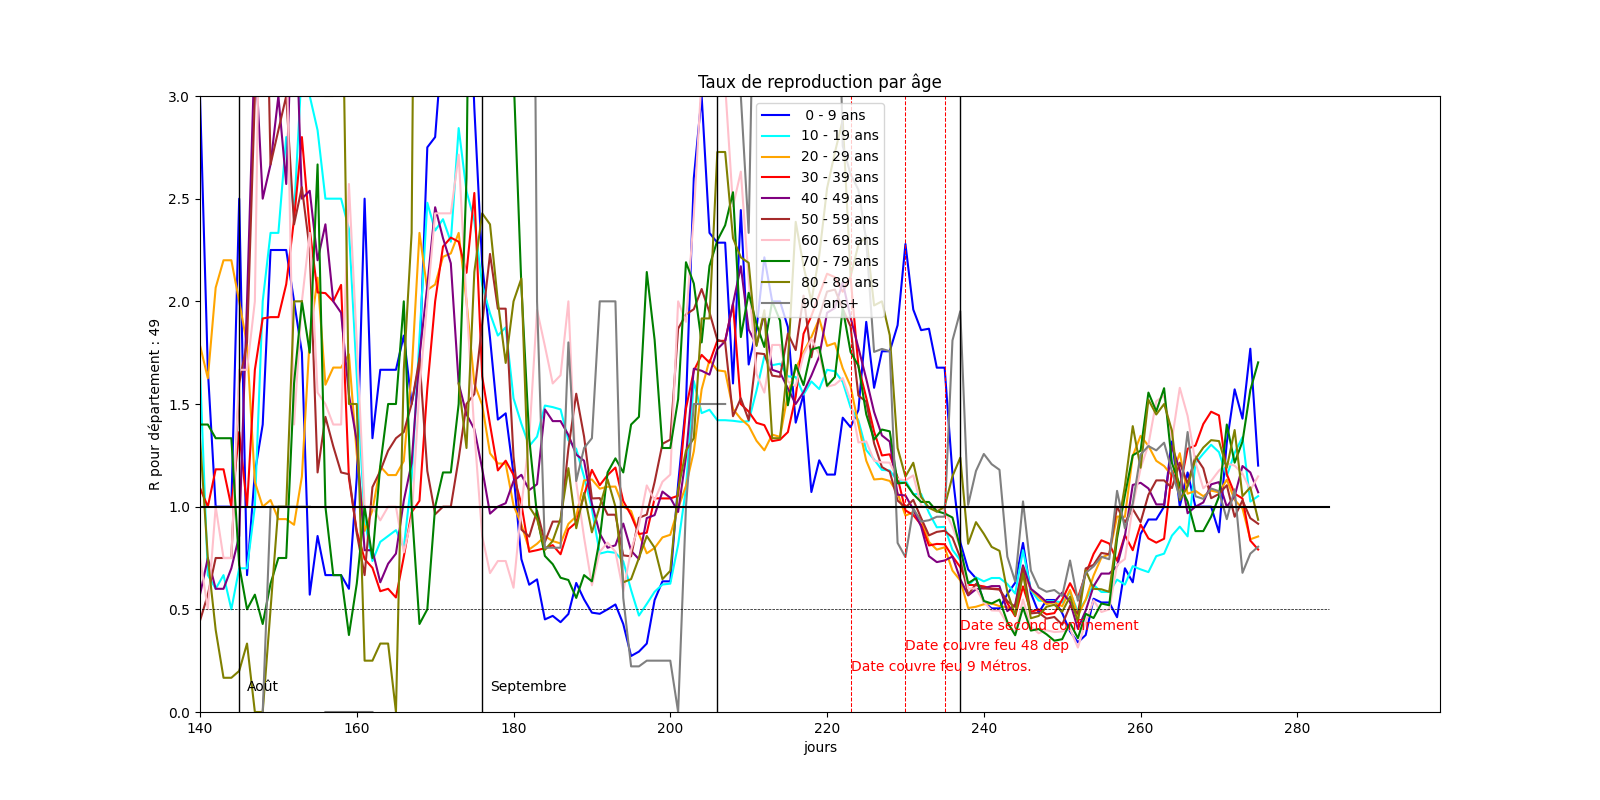 Taux de reproduction par âge
R pour département : 49
3.0
2.5
2.0
1.5
1.0
0.5
0.0
0 - 9 ans
10 - 19 ans
20 - 29 ans
30 - 39 ans
40 - 49 ans
50 - 59 ans
60 - 69 ans
70 - 79 ans
80 - 89 ans
90 ans+
Date second confinement
Date couvre feu 48 dep
Date couvre feu 9 Métros.
Août
Septembre
140 160 180 200 220 240 260 280
jours